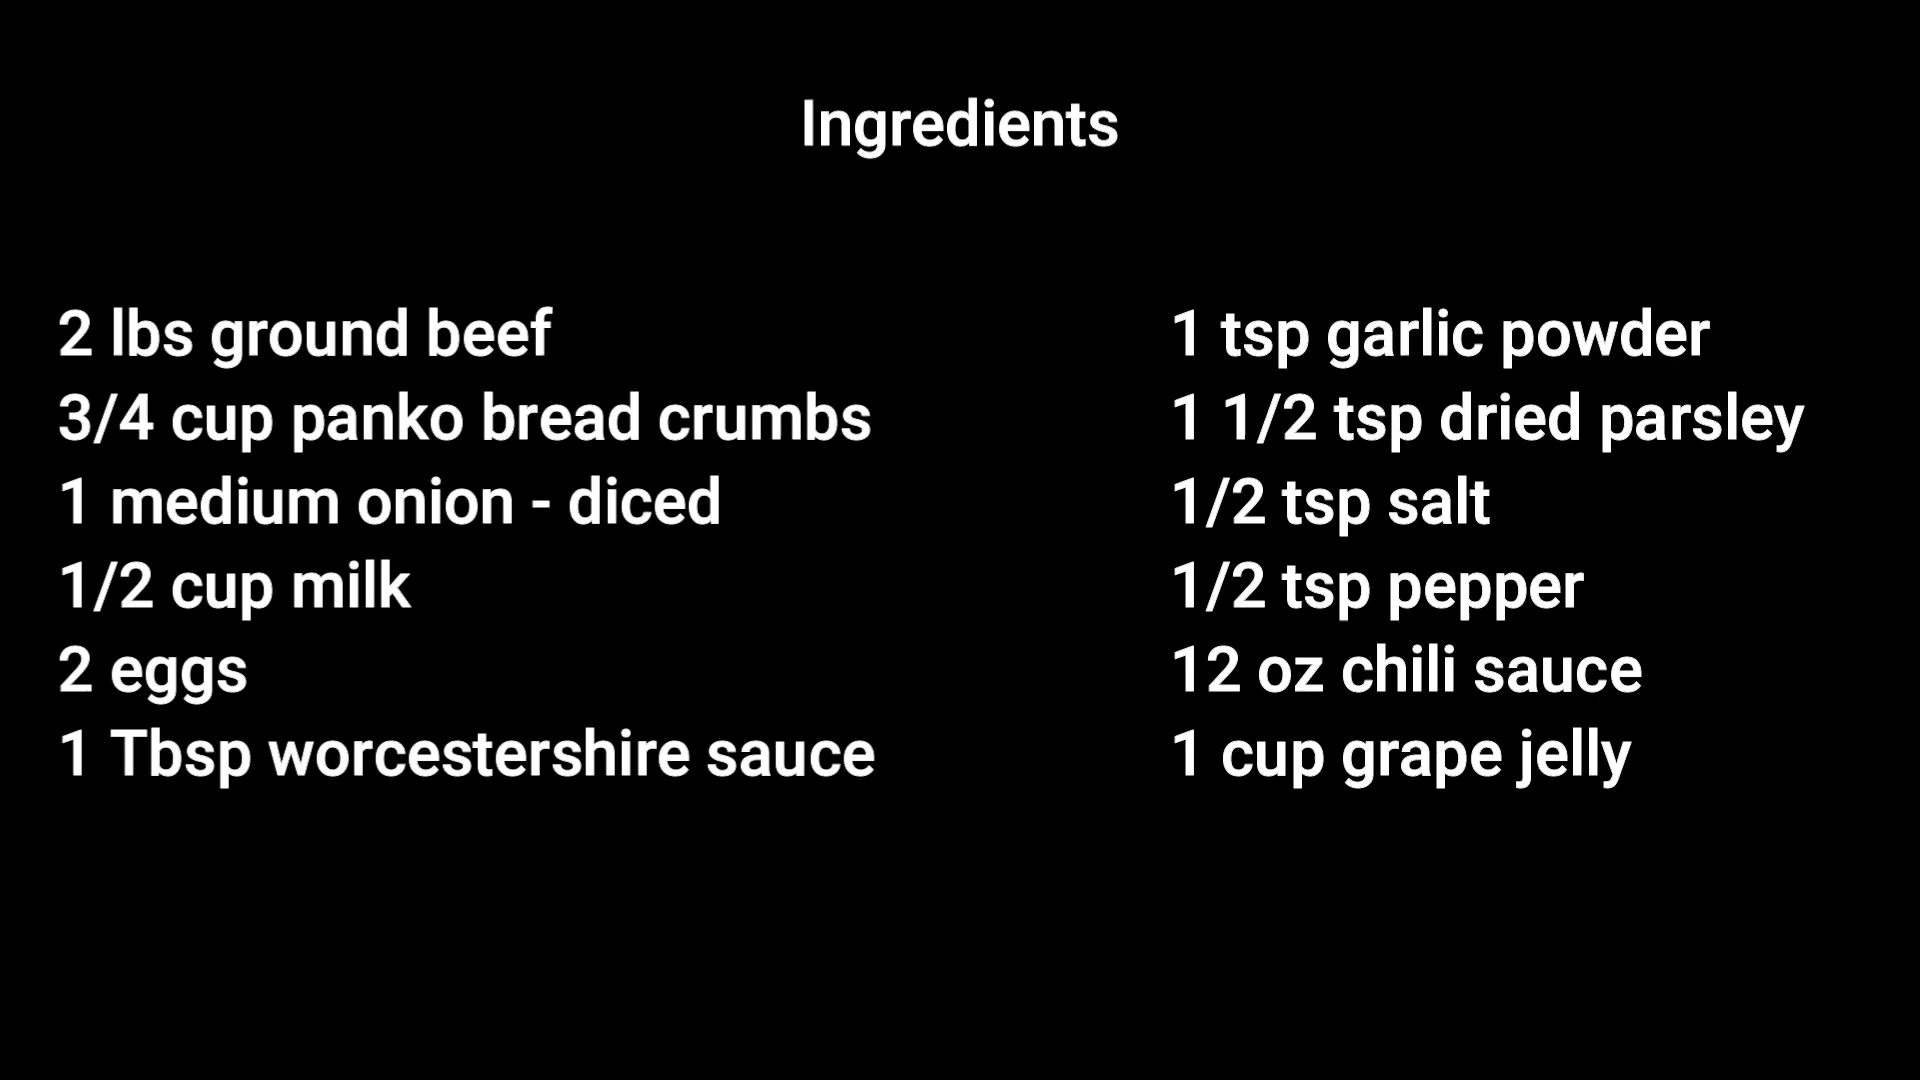 Ingredients
2 lbs ground beef
3/4 cup panko bread crumbs
1 medium onion - diced
1/2 cup milk
2 eggs
1 Tbsp worcestershire sauce
1 tsp garlic powder
1 1/2 tsp dried parsley
1/2 tsp salt
1/2 tsp pepper
12 oz chili sauce
1 cup grape jelly